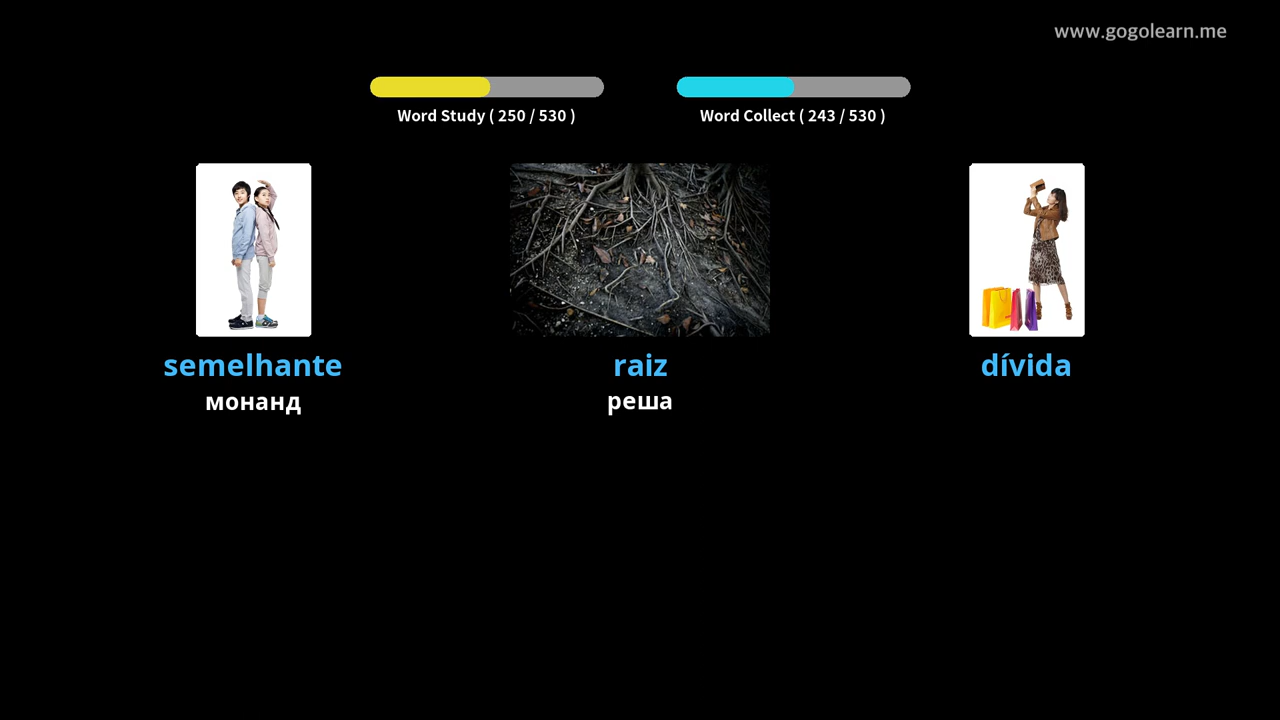 www.gogolearn.me
Word Study ( 250 / 530 )
Word Collect ( 243 / 530 )
semelhante
монанд
raiz
реша
dívida